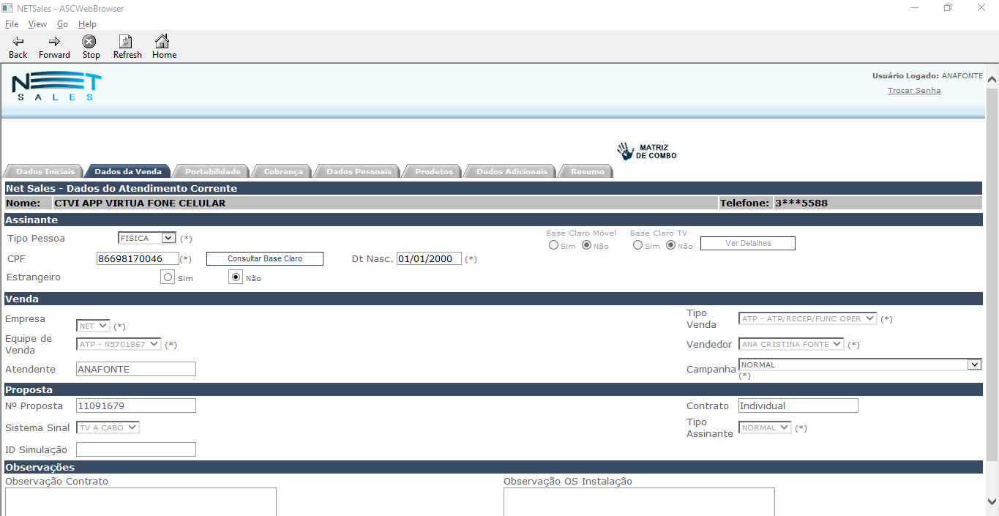 NETSales - ASCWebBrowser
File View Go Help
Back Forward Stop Refresh Home
NET
SALES
Usuário Logado: ANAFONTE
Trocar Senha
MATRIZ
DE COMBO
Dados Iniciais Dados da Venda Portabilidade Cobrança Dados Pessoais Produtos Dados Adicionais Resumo
Net Sales - Dados do Atendimento Corrente
Nome: CTVI APP VIRTUA FONE CELULAR Telefone: 3***5588
Assinante
Tipo Pessoa FISICA (*)
Base Claro Móvel Base Claro TV
Sim Não Sim Não Ver Detalhes
CPF 86698170046 (*) Consultar Base Claro Dt Nasc. 01/01/2000 (*)
Estrangeiro Sim Não
Venda
Empresa NET (*)
Tipo
Venda ATP - ATP/RECEP/FUNC OPER (*)
Equipe de
Venda ATP - N5701867 (*)
Vendedor ANA CRISTINA FONTE (*)
Atendente ANAFONTE
Campanha NORMAL
(*)
Proposta
Nº Proposta 11091679 Contrato Individual
Sistema Sinal TV A CABO
Tipo
Assinante NORMAL (*)
ID Simulação
Observações
Observação Contrato Observação OS Instalação